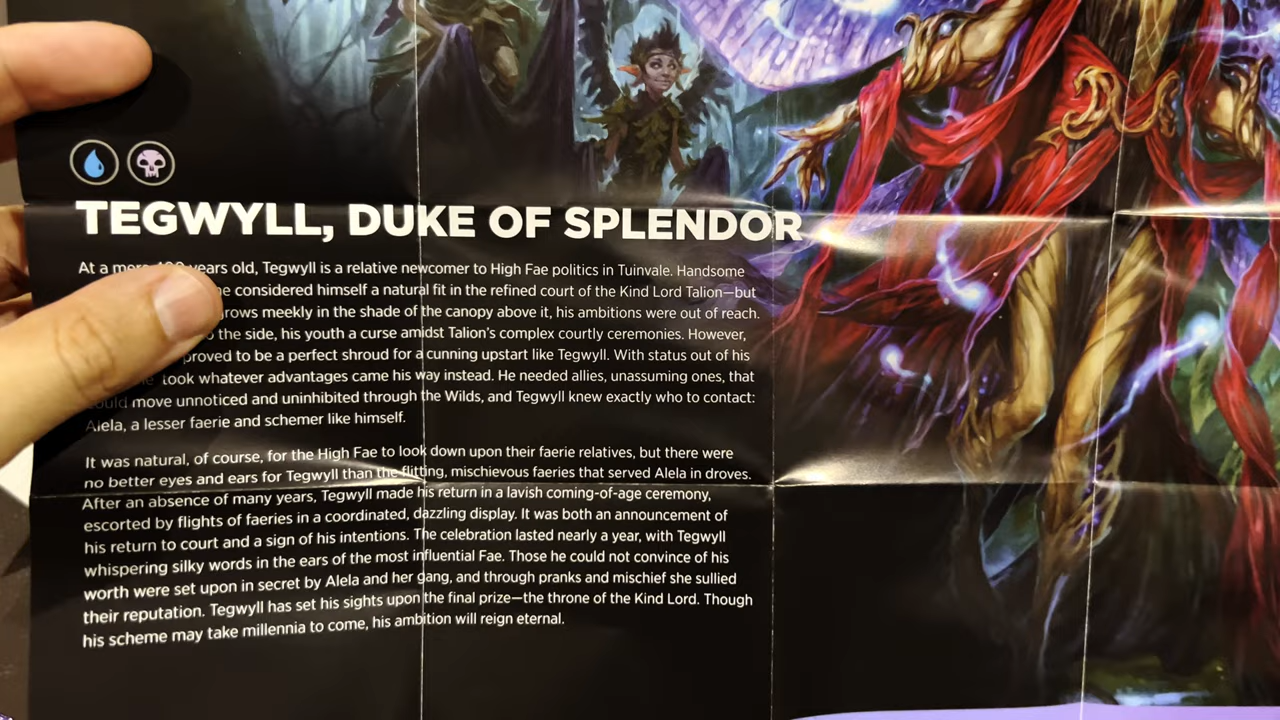 TEGWYLL, DUKE OF SPLENDOR
At a mere years old, Tegwyll is a relative newcomer to High Fae politics in Tuinvale. Handsome
he considered himself a natural fit in the refined court of the Kind Lord Talion—but
grows meekly in the shade of the canopy above it, his ambitions were out of reach.
the side, his youth a curse amidst Talion's complex courtly ceremonies. However,
proved to be a perfect shroud for a cunning upstart like Tegwyll. With status out of his
took whatever advantages came his way instead. He needed allies, unassuming ones, that
could move unnoticed and uninhibited through the Wilds, and Tegwyll knew exactly who to contact:
Alela, a lesser faerie and schemer like himself.
It was natural, of course, for the High Fae to look down upon their faerie relatives, but there were
no better eyes and ears for Tegwyll than the flitting, mischievous faeries that served Alela in droves.
After an absence of many years, Tegwyll made his return in a lavish coming-of-age ceremony,
escorted by flights of faeries in a coordinated, dazzling display. It was both an announcement of
his return to court and a sign of his intentions. The celebration lasted nearly a year, with Tegwyll
whispering silky words in the ears of the most influential Fae. Those he could not convince of his
worth were set upon in secret by Alela and her gang, and through pranks and mischief she sullied
their reputation. Tegwyll has set his sights upon the final prize—the throne of the Kind Lord. Though
his scheme may take millennia to come, his ambition will reign eternal.